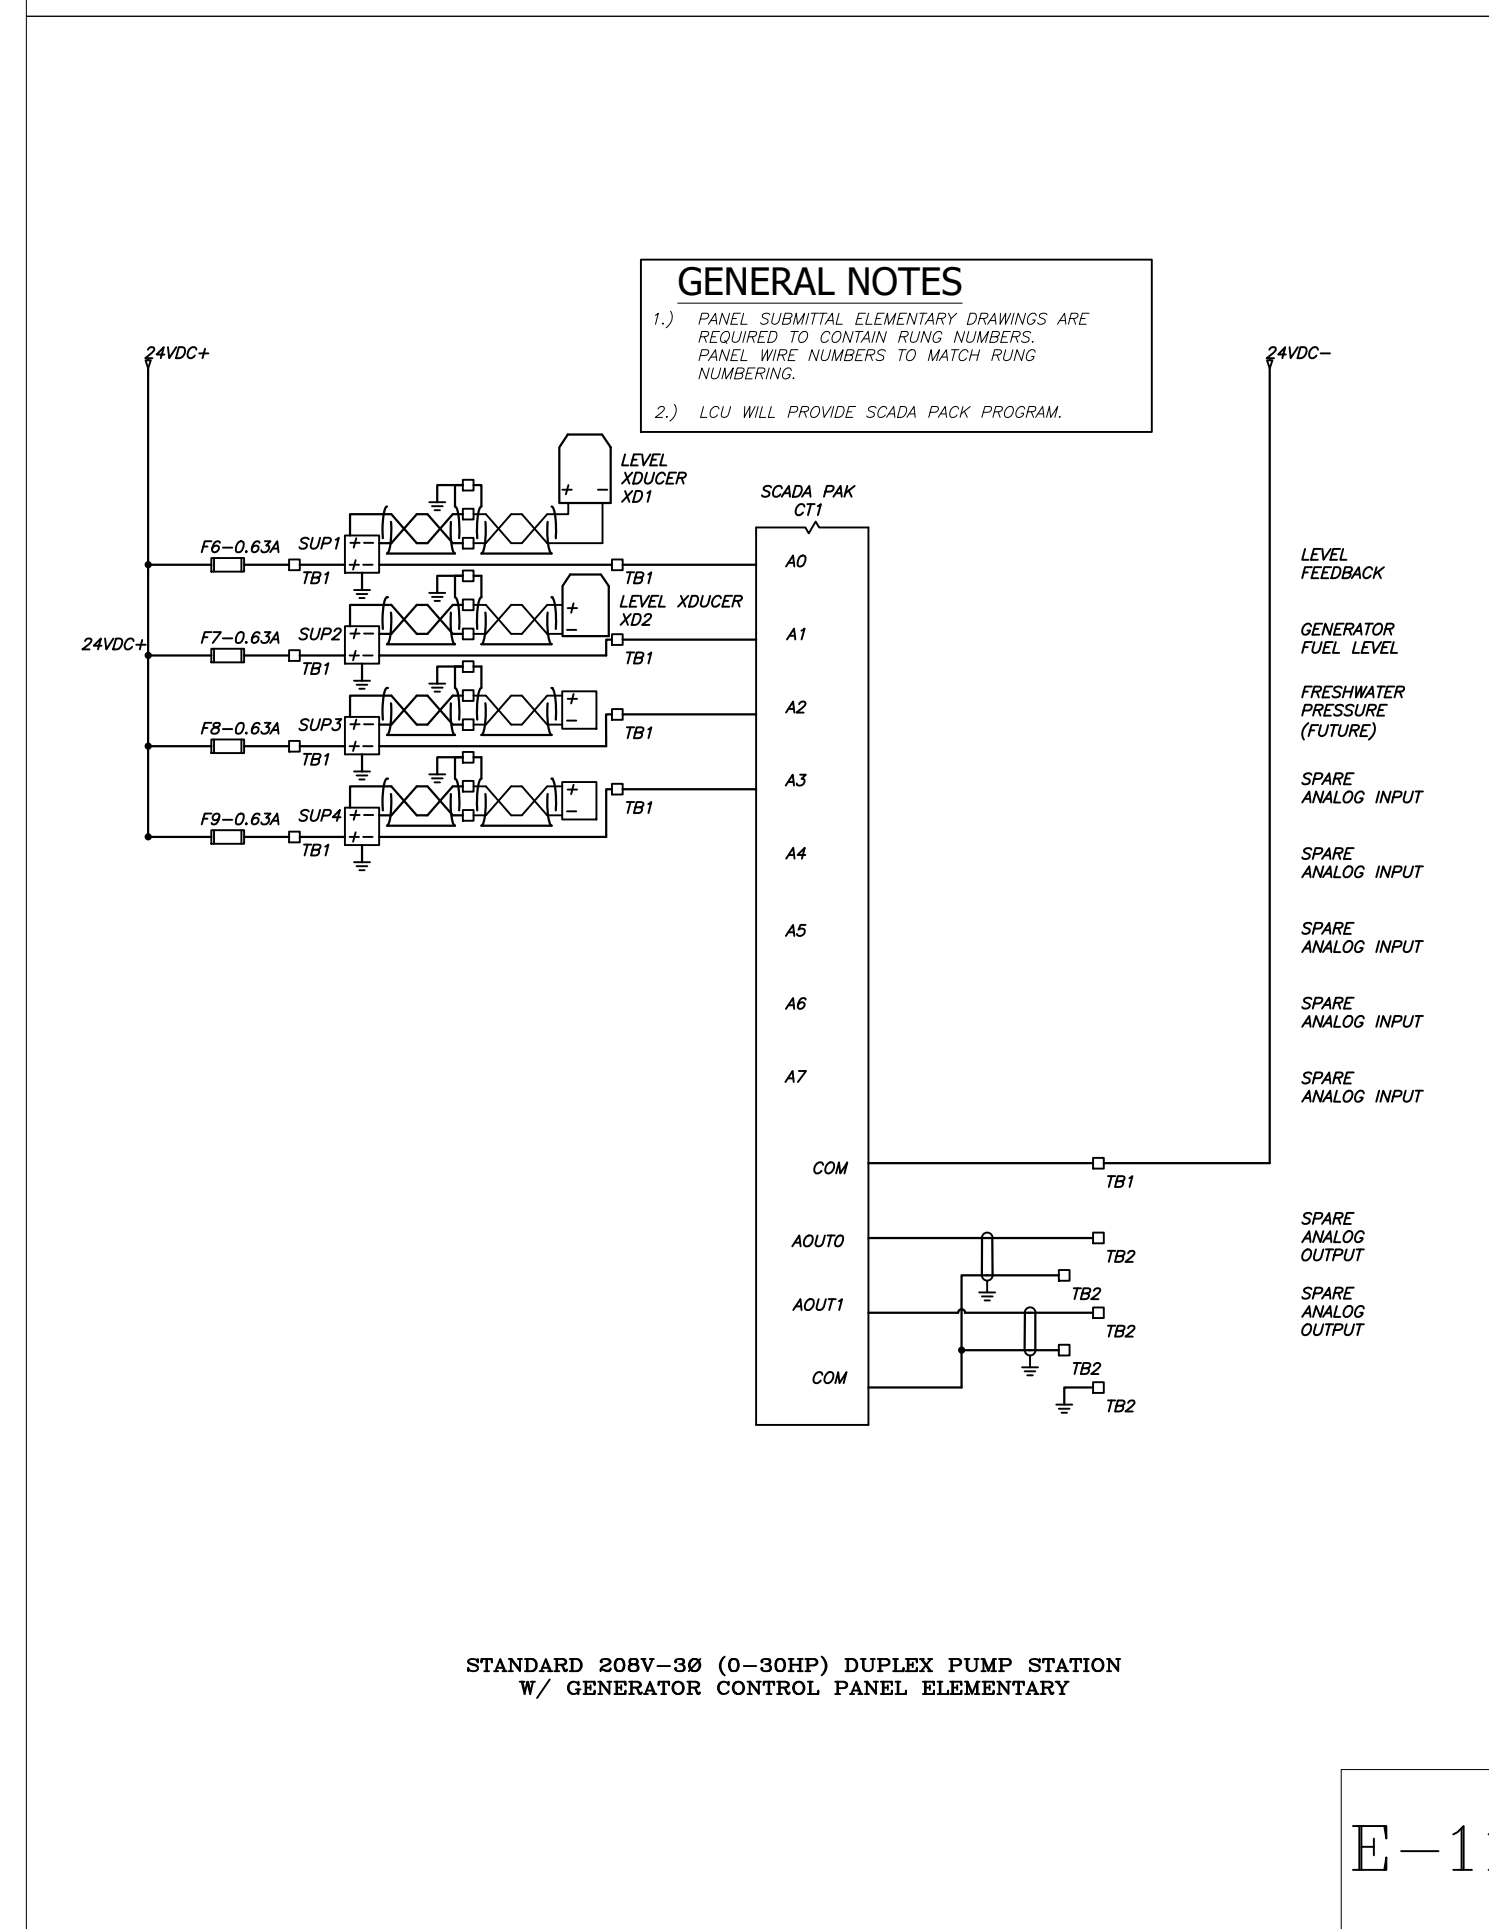 GENERAL NOTES
1.) PANEL SUBMITTAL ELEMENTARY DRAWINGS ARE
REQUIRED TO CONTAIN RUNG NUMBERS.
PANEL WIRE NUMBERS TO MATCH RUNG
NUMBERING.
2.) LCU WILL PROVIDE SCADA PACK PROGRAM.
24VDC+
24VDC-
LEVEL
XDUCER
XD1
+ -
SCADA PAK
CT1
F6-0.63A
SUP1
+-
+-
TB1
TB1
A0
LEVEL
FEEDBACK
LEVEL XDUCER
XD2
+
-
24VDC+
F7-0.63A
SUP2
+-
+-
TB1
TB1
A1
GENERATOR
FUEL LEVEL
F8-0.63A
SUP3
+-
+-
+
-
TB1
TB1
A2
FRESHWATER
PRESSURE
(FUTURE)
F9-0.63A
SUP4
+-
+-
+
-
TB1
TB1
A3
SPARE
ANALOG INPUT
A4
SPARE
ANALOG INPUT
A5
SPARE
ANALOG INPUT
A6
SPARE
ANALOG INPUT
A7
SPARE
ANALOG INPUT
COM
TB1
AOUT0
TB2
SPARE
ANALOG
OUTPUT
TB2
AOUT1
TB2
SPARE
ANALOG
OUTPUT
TB2
COM
TB2
STANDARD 208V-3Ø (0-30HP) DUPLEX PUMP STATION
W/ GENERATOR CONTROL PANEL ELEMENTARY
E-1